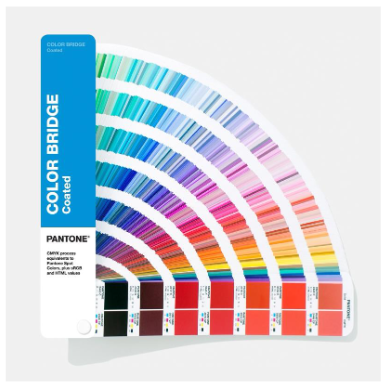 COLOR BRIDGE
Coated
COLOR BRIDGE
Coated
PANTONE®
CMYK process
equivalents to
Pantone Spot
Colors, plus sRGB
and HTML values
PANTONE